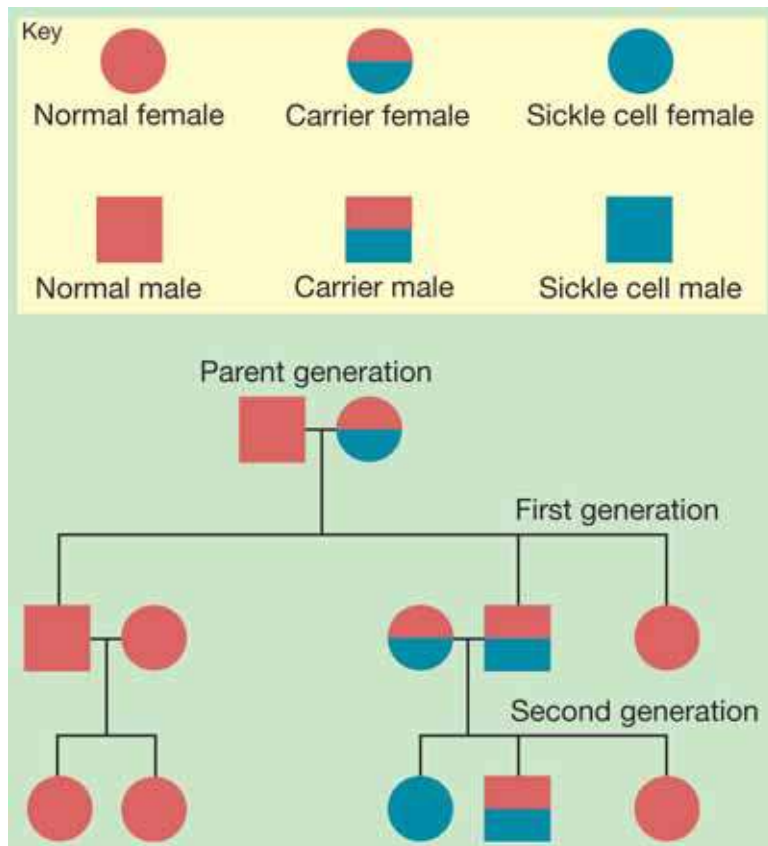 Key
Normal female
Carrier female
Sickle cell female
Normal male
Carrier male
Sickle cell male
Parent generation
First generation
Second generation